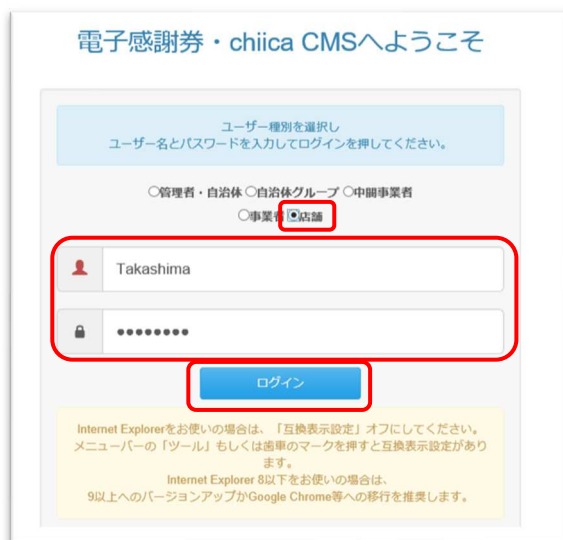 電子感謝券・chiica CMSへようこそ
ユーザー種別を選択し
ユーザー名とパスワードを入力してログインを押してください。
○管理者・自治体 ○自治体グループ ○中間事業者
○事業者 店舗
Takashima
••••••••
ログイン
Internet Explorerをお使いの場合は、「互換表示設定」オフにしてください。
メニューバーの「ツール」もしくは歯車のマークを押すと互換表示設定があり
ます。
Internet Explorer 8以下をお使いの場合は、
9以上へのバージョンアップかGoogle Chrome等への移行を推奨します。